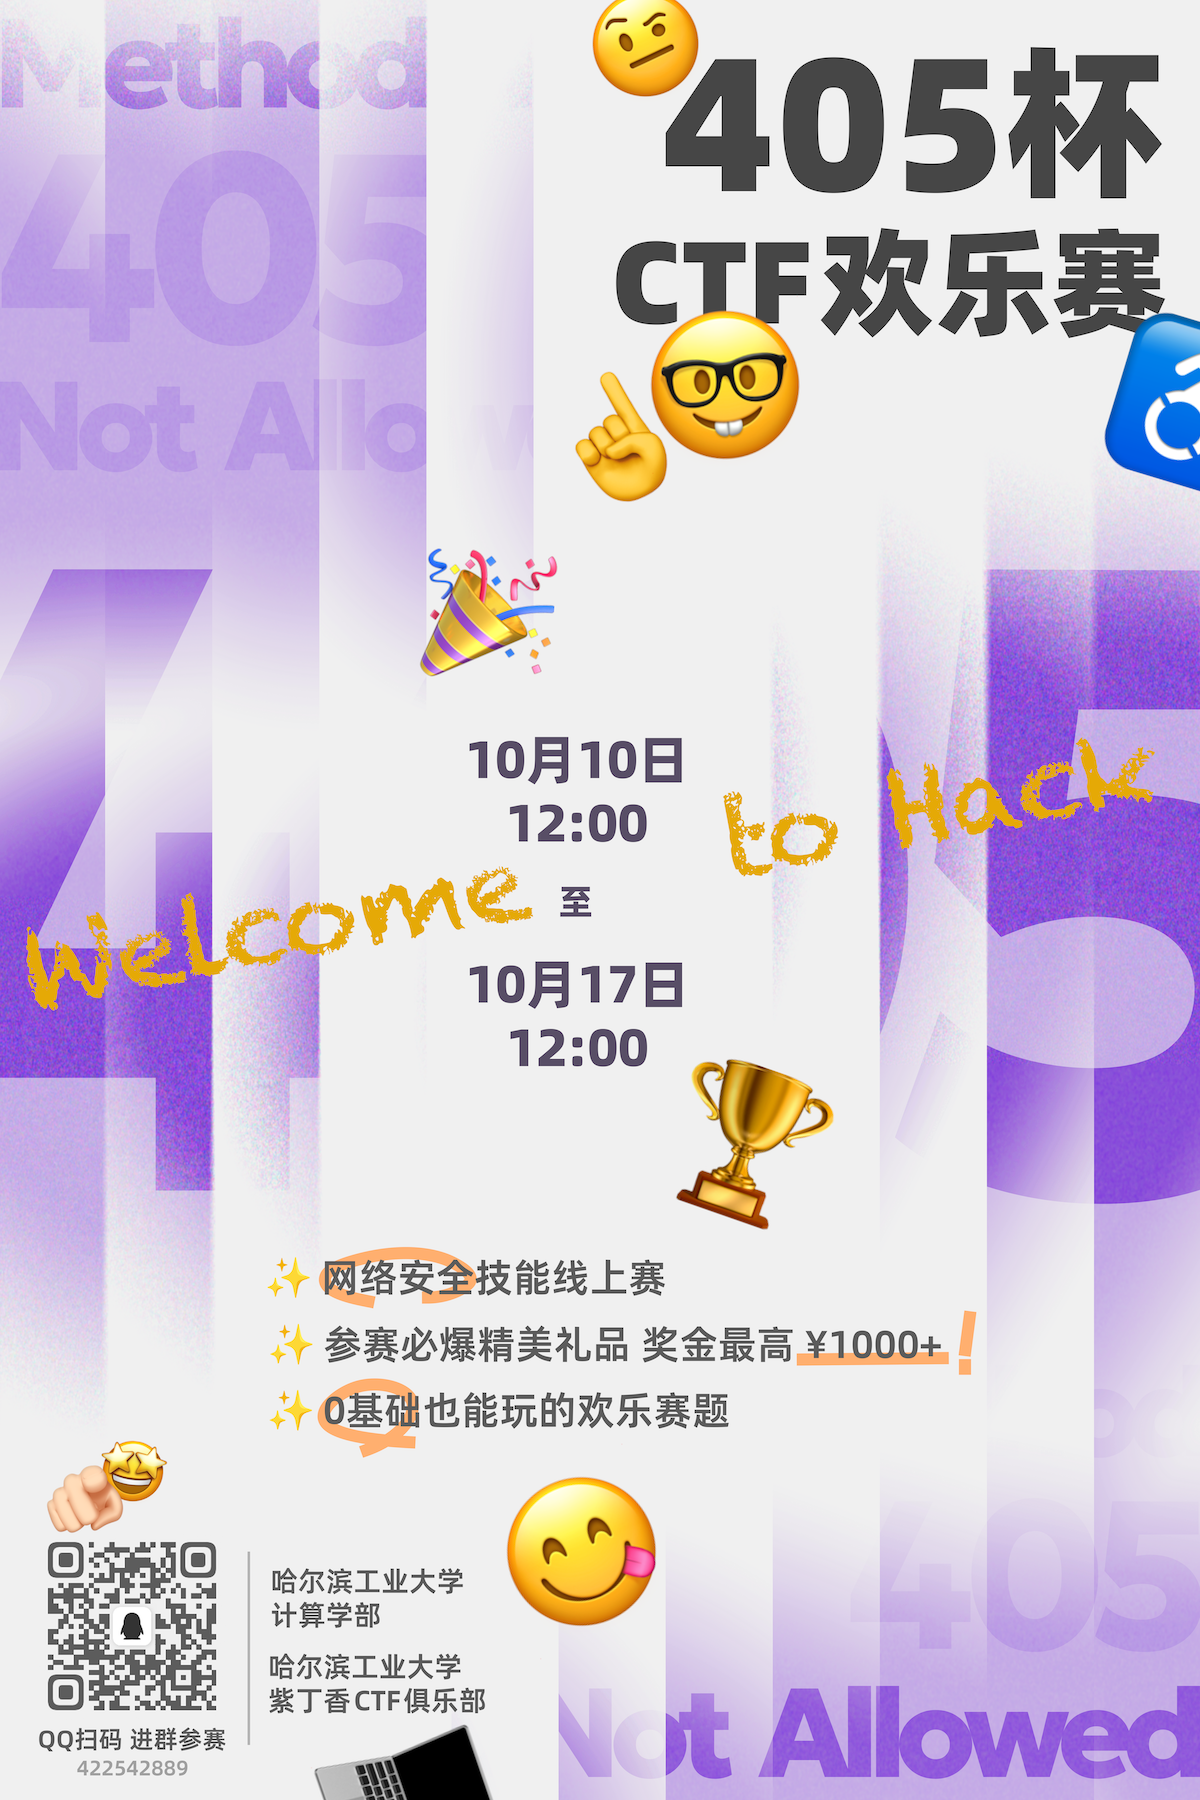 Method
405
Not Allow
405杯
CTF欢乐赛
405
10月10日
12:00
至
10月17日
12:00
Welcome to Hack
网络安全技能线上赛
参赛必爆精美礼品 奖金最高 ¥1000+!
0基础也能玩的欢乐赛题
od
405
Not Allowed
哈尔滨工业大学
计算学部
哈尔滨工业大学
紫丁香CTF俱乐部
QQ扫码 进群参赛
422542889